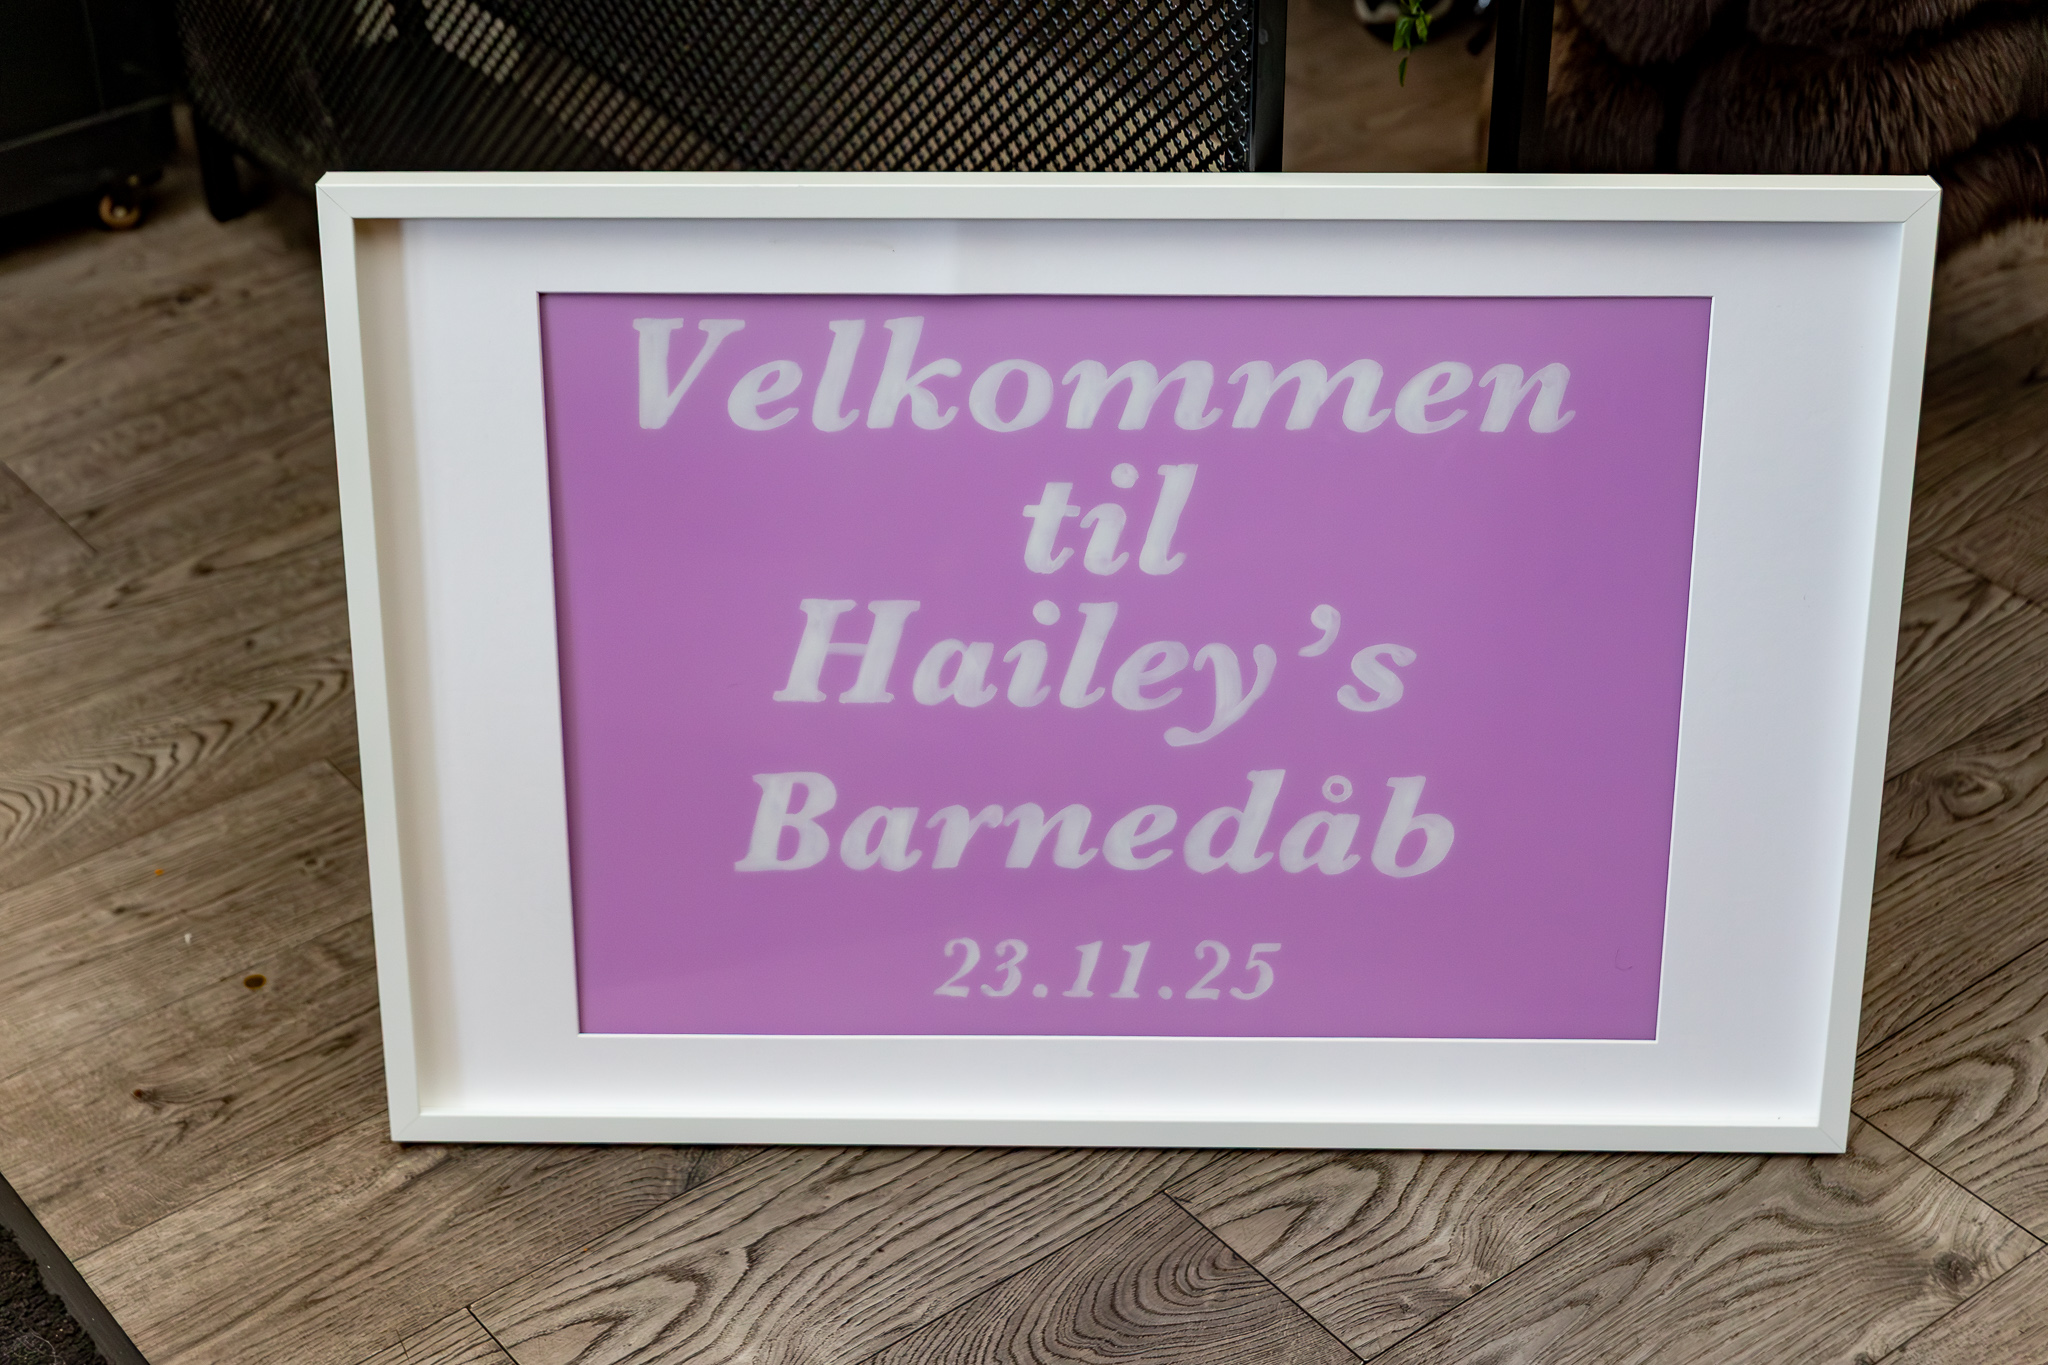 Velkommen
til
Hailey’s
Barnedåb
23.11.25